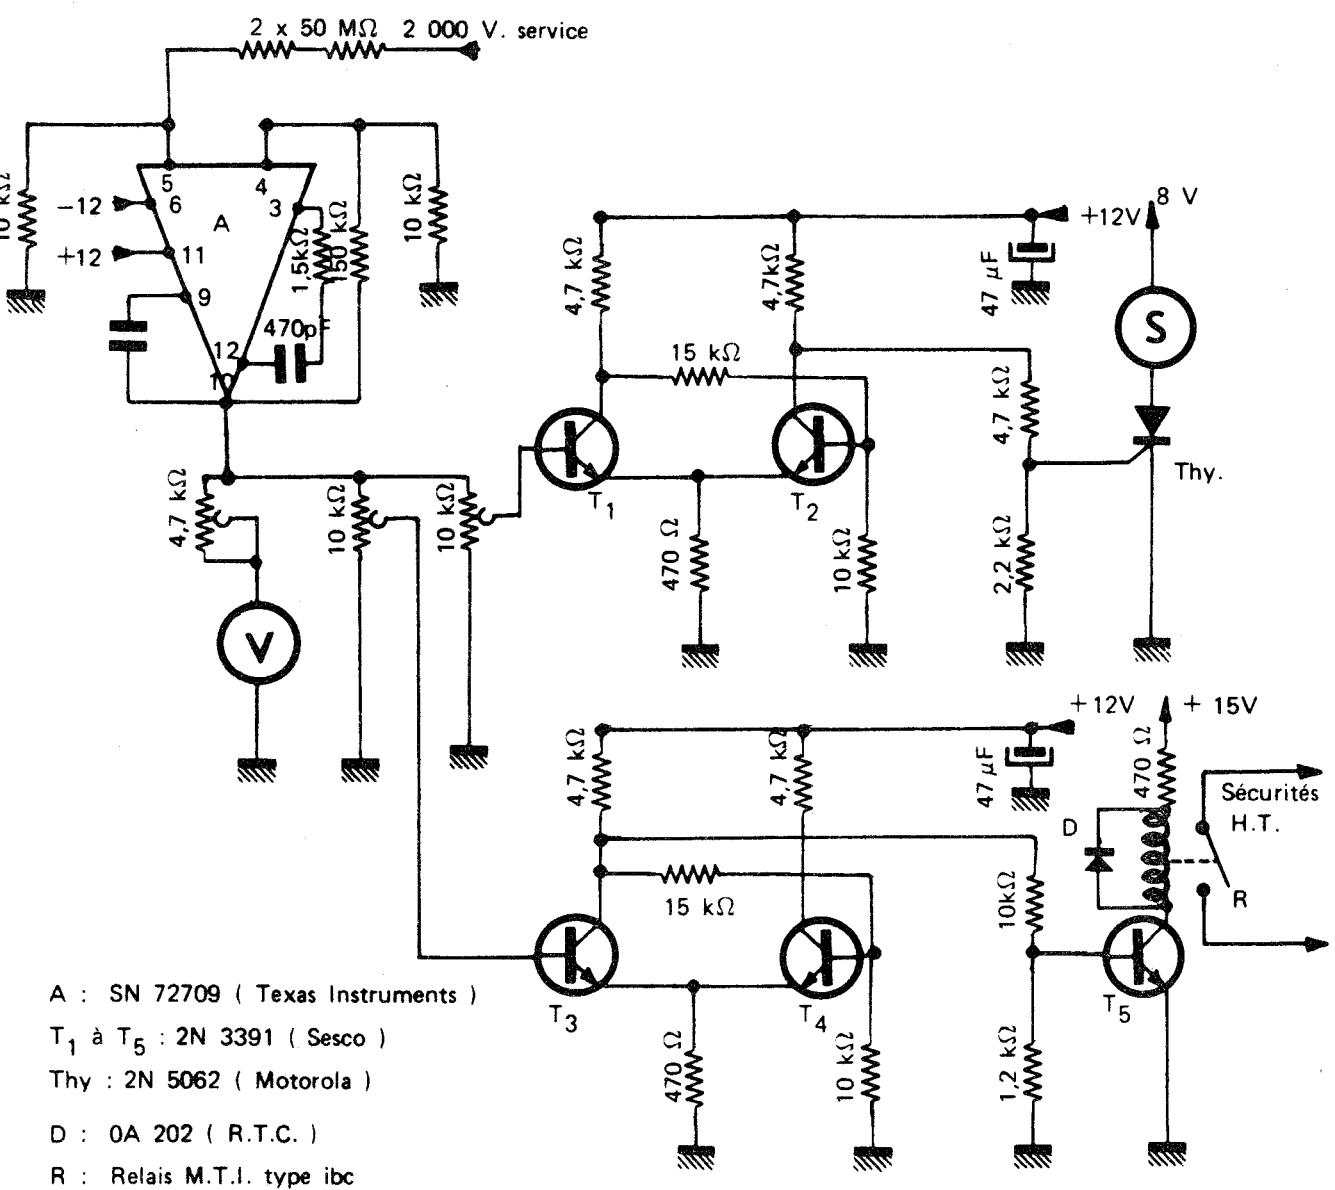 2 x 50 MΩ 2 000 V. service
10 kΩ
5
4
-12
6
A
3
+12
11
1,5kΩ
150 kΩ
10 kΩ
9
470pF
12
10
4,7 kΩ
10 kΩ
10 kΩ
V
4,7 kΩ
4,7kΩ
+12V
47 µF
8 V
S
15 kΩ
4,7 kΩ
Thy.
T1
T2
470 Ω
10 kΩ
2,2 kΩ
+12V
+ 15V
4,7 kΩ
4,7 kΩ
47 µF
470 Ω
Sécurités
H.T.
D
R
15 kΩ
10kΩ
T3
T4
T5
470 Ω
10 kΩ
1,2 kΩ
A : SN 72709 ( Texas Instruments )
T1 à T5 : 2N 3391 ( Sesco )
Thy : 2N 5062 ( Motorola )
D : 0A 202 ( R.T.C. )
R : Relais M.T.I. type ibc